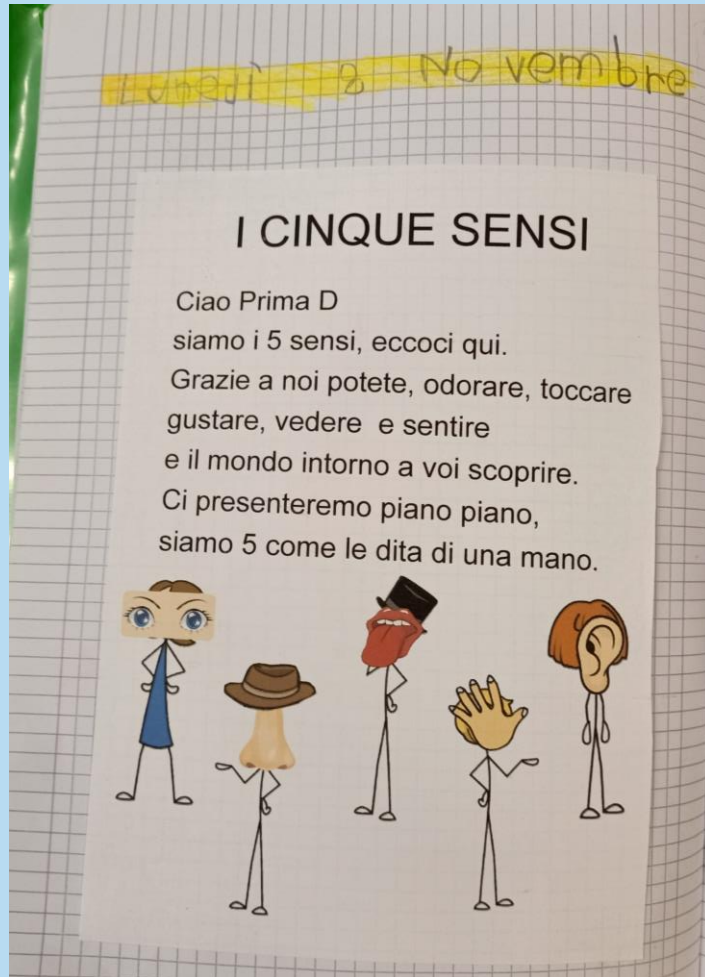 Lunedì 8 Novembre
I CINQUE SENSI
Ciao Prima D
siamo i 5 sensi, eccoci qui.
Grazie a noi potete, odorare, toccare
gustare, vedere e sentire
e il mondo intorno a voi scoprire.
Ci presenteremo piano piano,
siamo 5 come le dita di una mano.